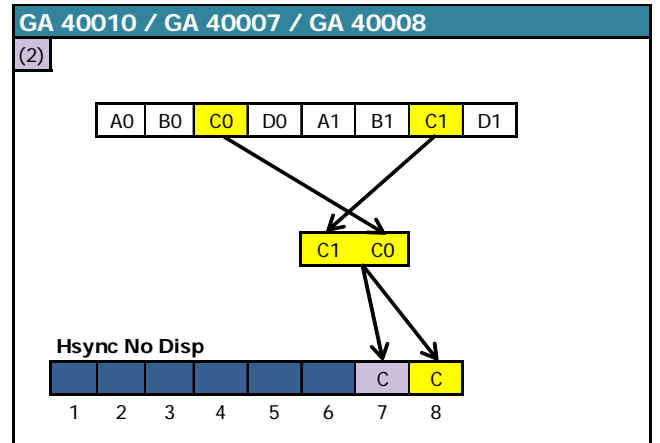 GA 40010 / GA 40007 / GA 40008
(2)
A0 B0 C0 D0 A1 B1 C1 D1
C1 C0
Hsync No Disp
C C
1 2 3 4 5 6 7 8